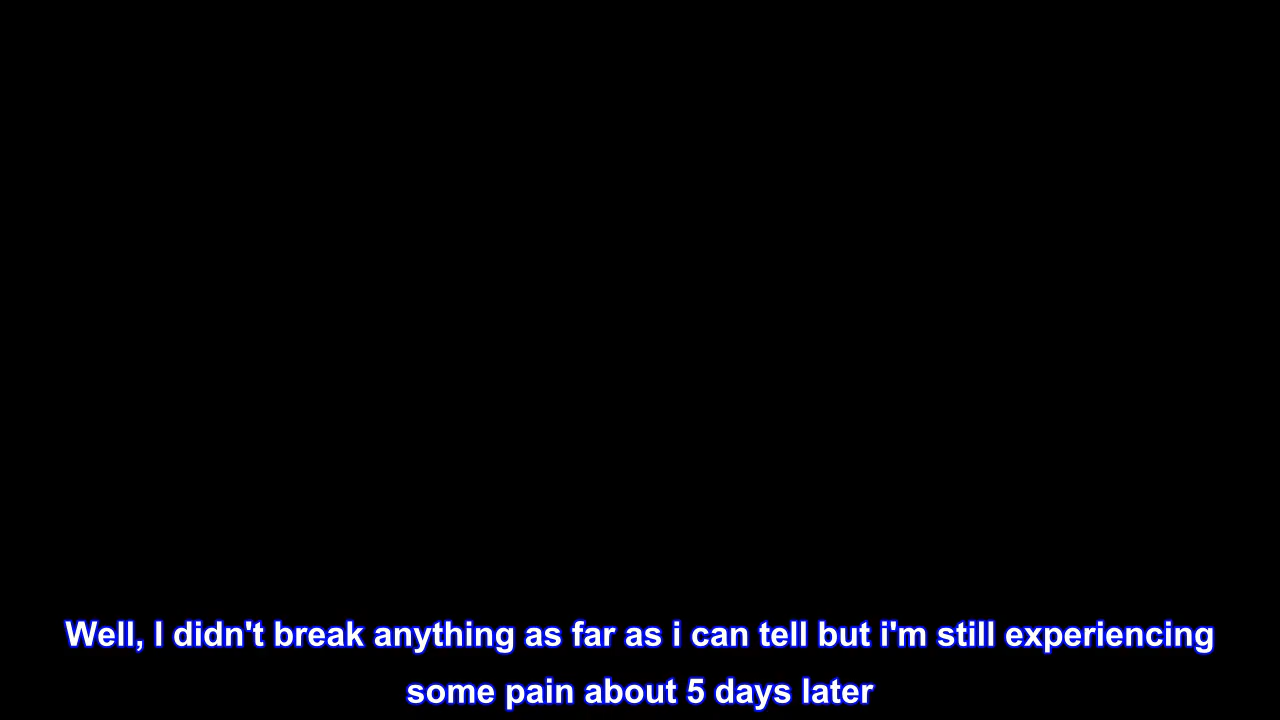 Well, I didn't break anything as far as i can tell but i'm still experiencing
some pain about 5 days later